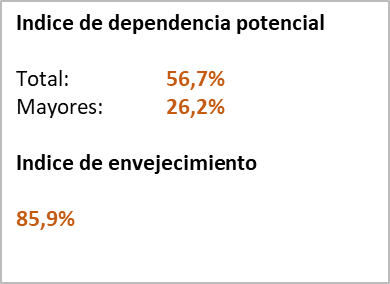 Indice de dependencia potencial
Total: 56,7%
Mayores: 26,2%
Indice de envejecimiento
85,9%